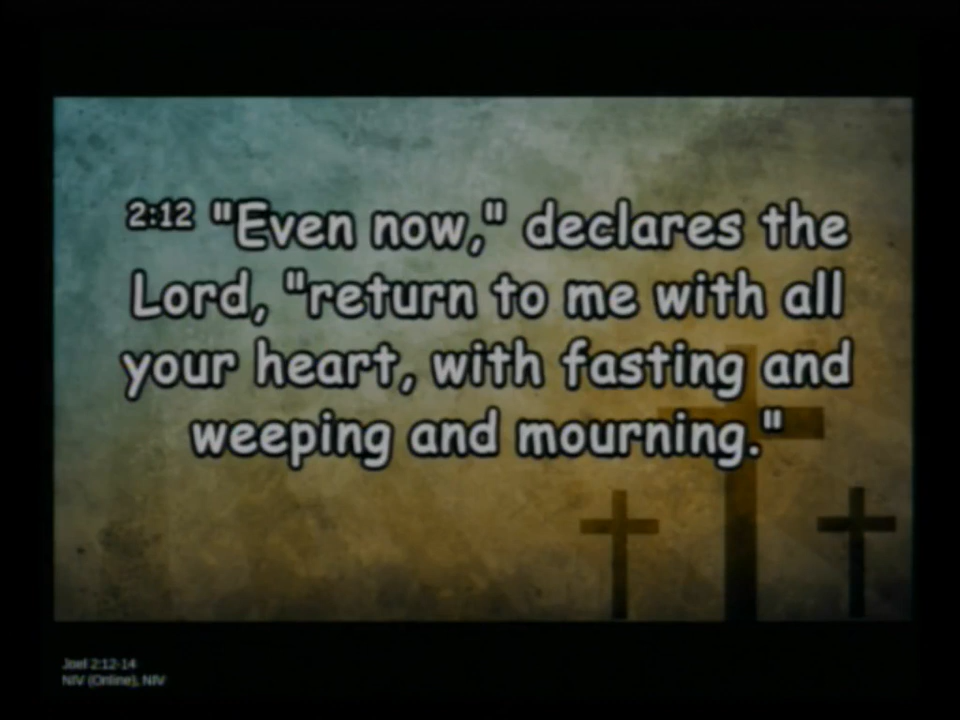 2:12 "Even now," declares the
Lord, "return to me with all
your heart, with fasting and
weeping and mourning."
Joel 2:12-14
NIV (Online), NIV